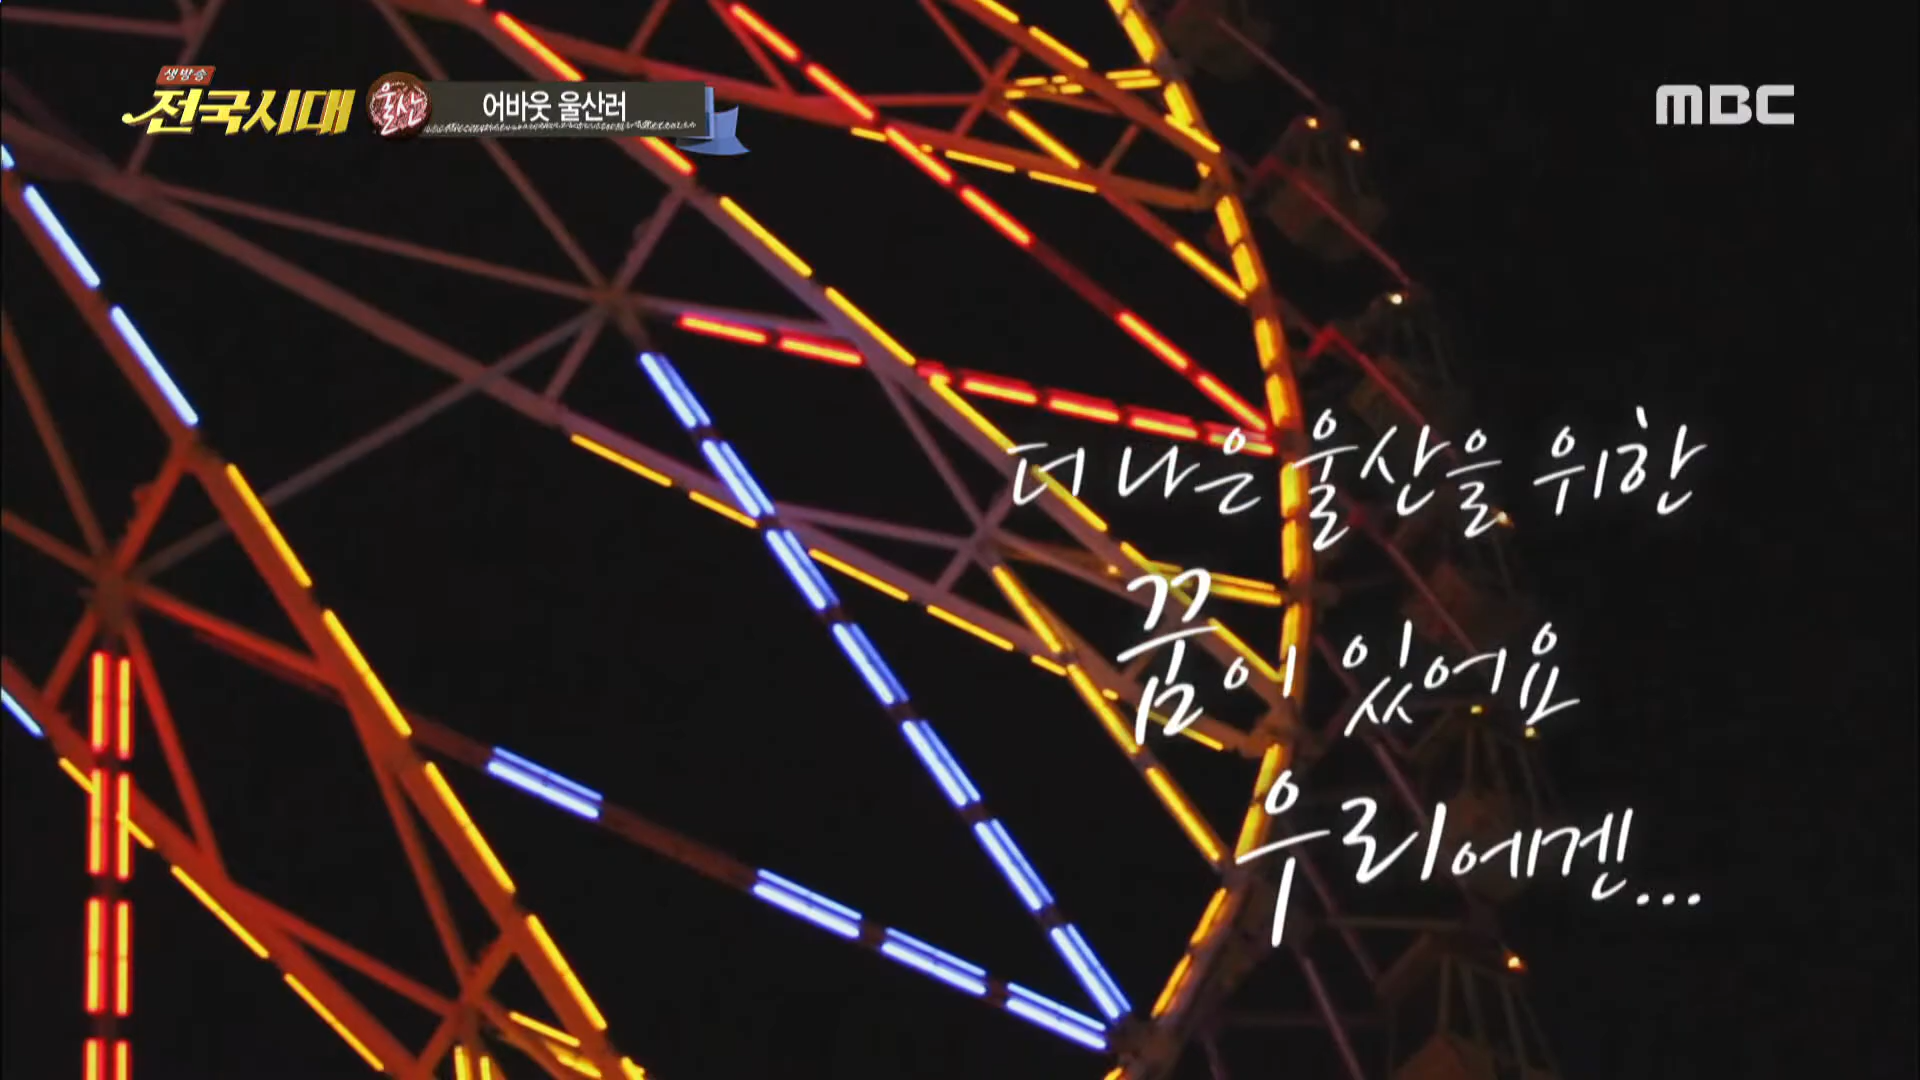 생방송
전국시대
울산
어바웃 울산러
MBC
더 나은 울산을 위한
꿈이 있어요
우리에겐...